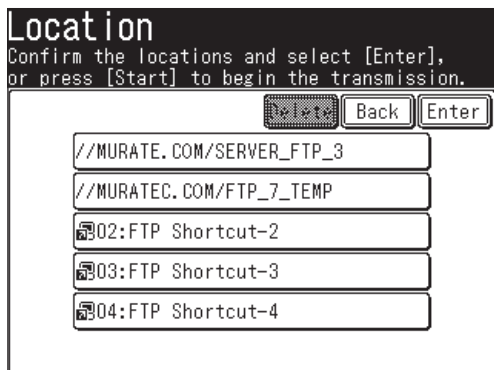 Location
Confirm the locations and select [Enter],
or press [Start] to begin the transmission.
Delete Back Enter
//MURATE.COM/SERVER_FTP_3
//MURATEC.COM/FTP_7_TEMP
02:FTP Shortcut-2
03:FTP Shortcut-3
04:FTP Shortcut-4